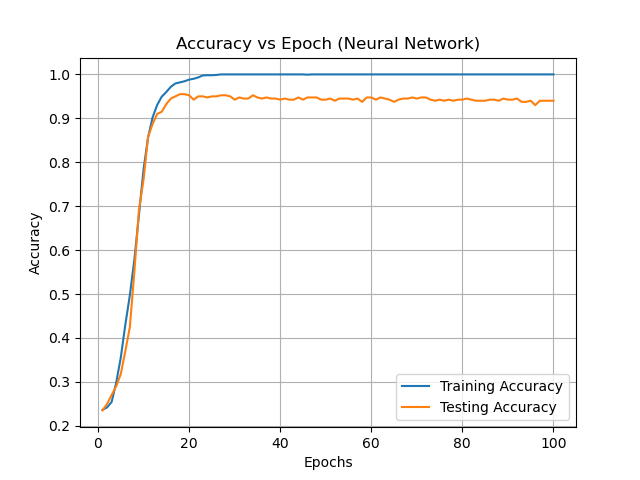 Accuracy vs Epoch (Neural Network)
1.0
0.9
0.8
0.7
0.6
0.5
0.4
0.3
0.2
Accuracy
Training Accuracy
Testing Accuracy
0 20 40 60 80 100
Epochs